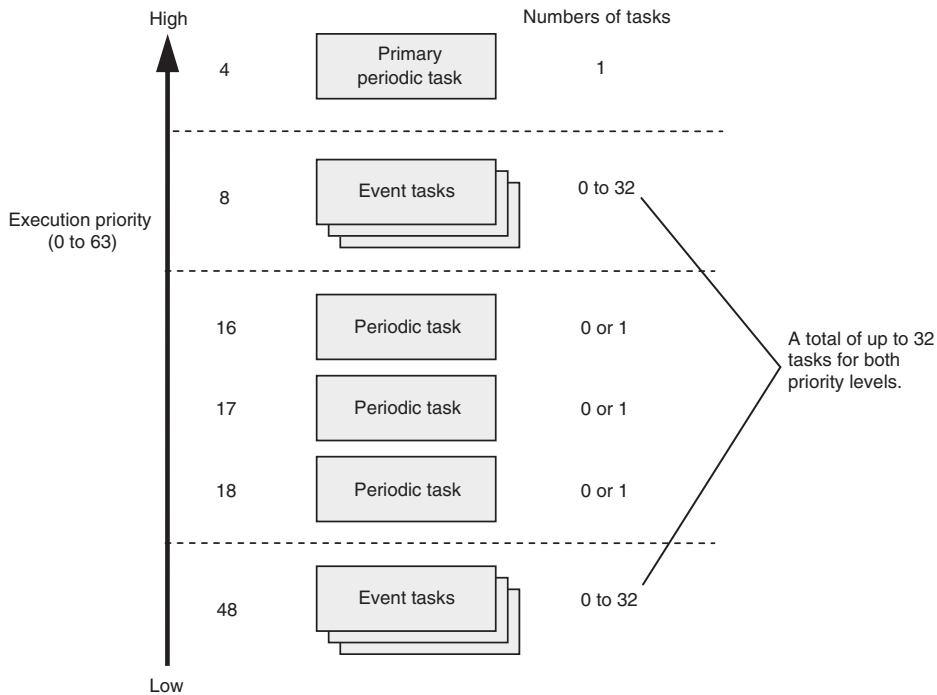 High
Numbers of tasks
4
Primary
periodic task
1
8
Event tasks
0 to 32
Execution priority
(0 to 63)
16
Periodic task
0 or 1
A total of up to 32
tasks for both
priority levels.
17
Periodic task
0 or 1
18
Periodic task
0 or 1
48
Event tasks
0 to 32
Low